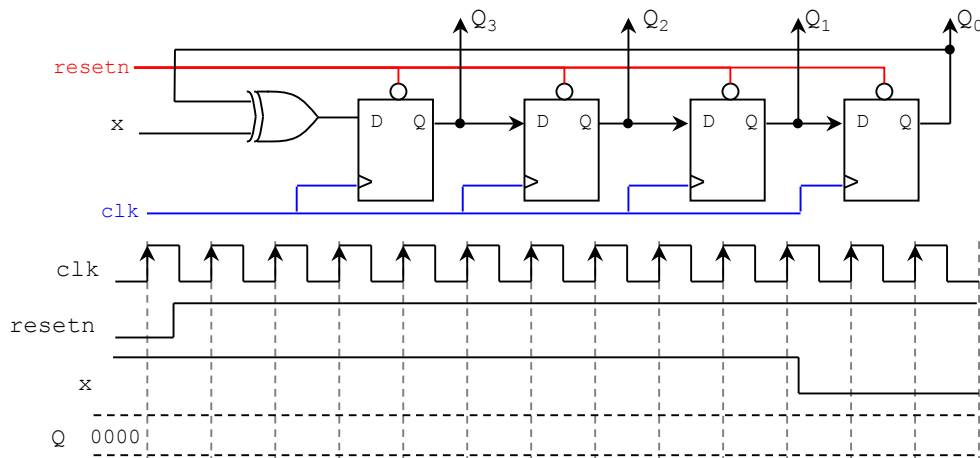 Q3 Q2 Q1 Q0
resetn
x
D Q D Q D Q D Q
clk
clk
resetn
x
Q 0000